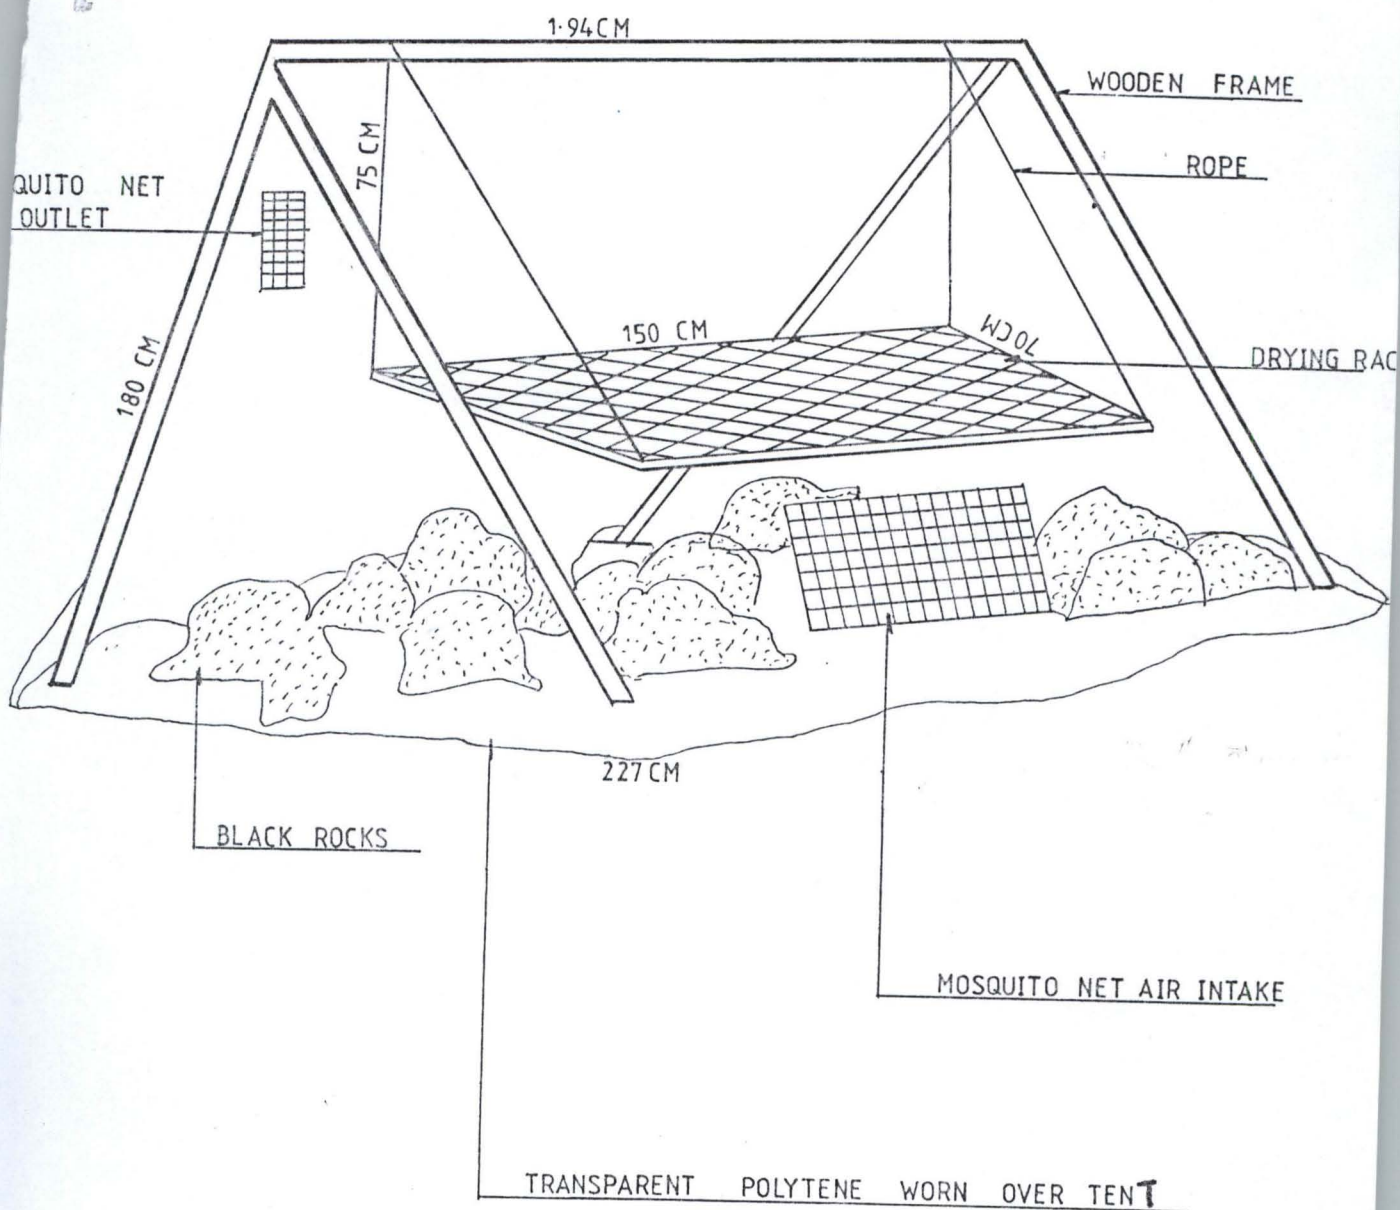 1.94CM
WOODEN FRAME
75 CM
ROPE
QUITO NET
OUTLET
150 CM
70CM
DRYING RAC
180 CM
227CM
BLACK ROCKS
MOSQUITO NET AIR INTAKE
TRANSPARENT POLYTENE WORN OVER TENT